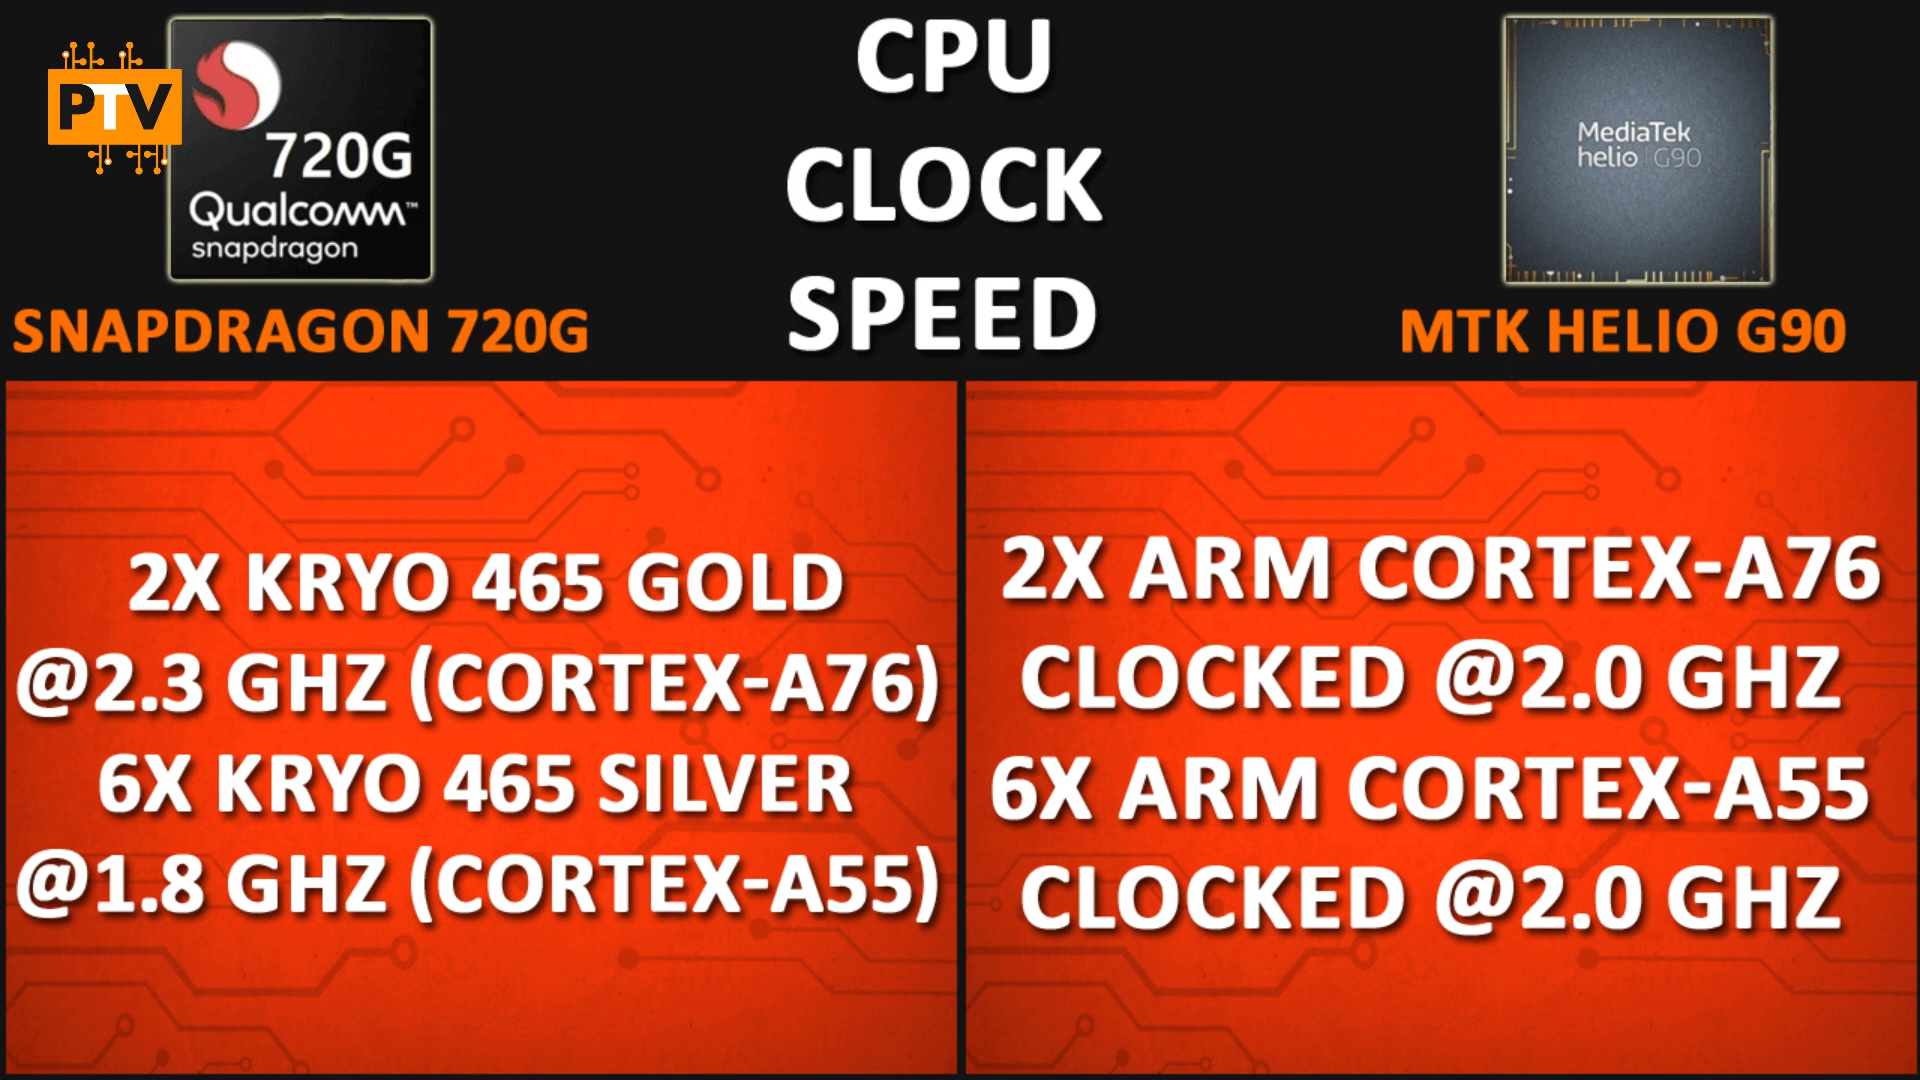 PTV
720G
Qualcomm™
snapdragon
SNAPDRAGON 720G
CPU
CLOCK
SPEED
MediaTek
helio G90
MTK HELIO G90
2X KRYO 465 GOLD
@2.3 GHZ (CORTEX-A76)
6X KRYO 465 SILVER
@1.8 GHZ (CORTEX-A55)
2X ARM CORTEX-A76
CLOCKED @2.0 GHZ
6X ARM CORTEX-A55
CLOCKED @2.0 GHZ